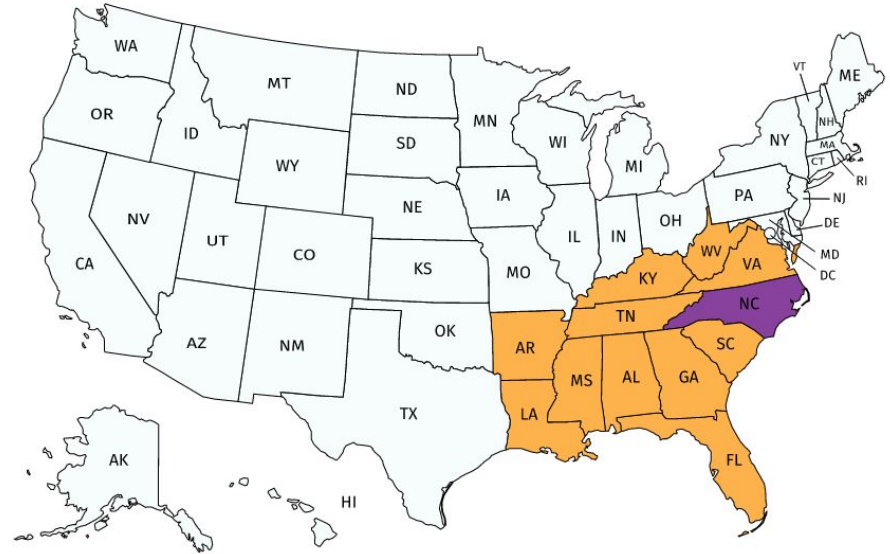 WA
MT
ND
MN
VT
ME
OR
ID
SD
WI
NH
NY
MA
WY
MI
CT
RI
IA
PA
NJ
NV
NE
OH
UT
IL
IN
DE
CO
WV
MD
CA
KS
MO
KY
VA
DC
NC
AZ
NM
OK
TN
AR
SC
MS
AL
GA
TX
LA
AK
FL
HI